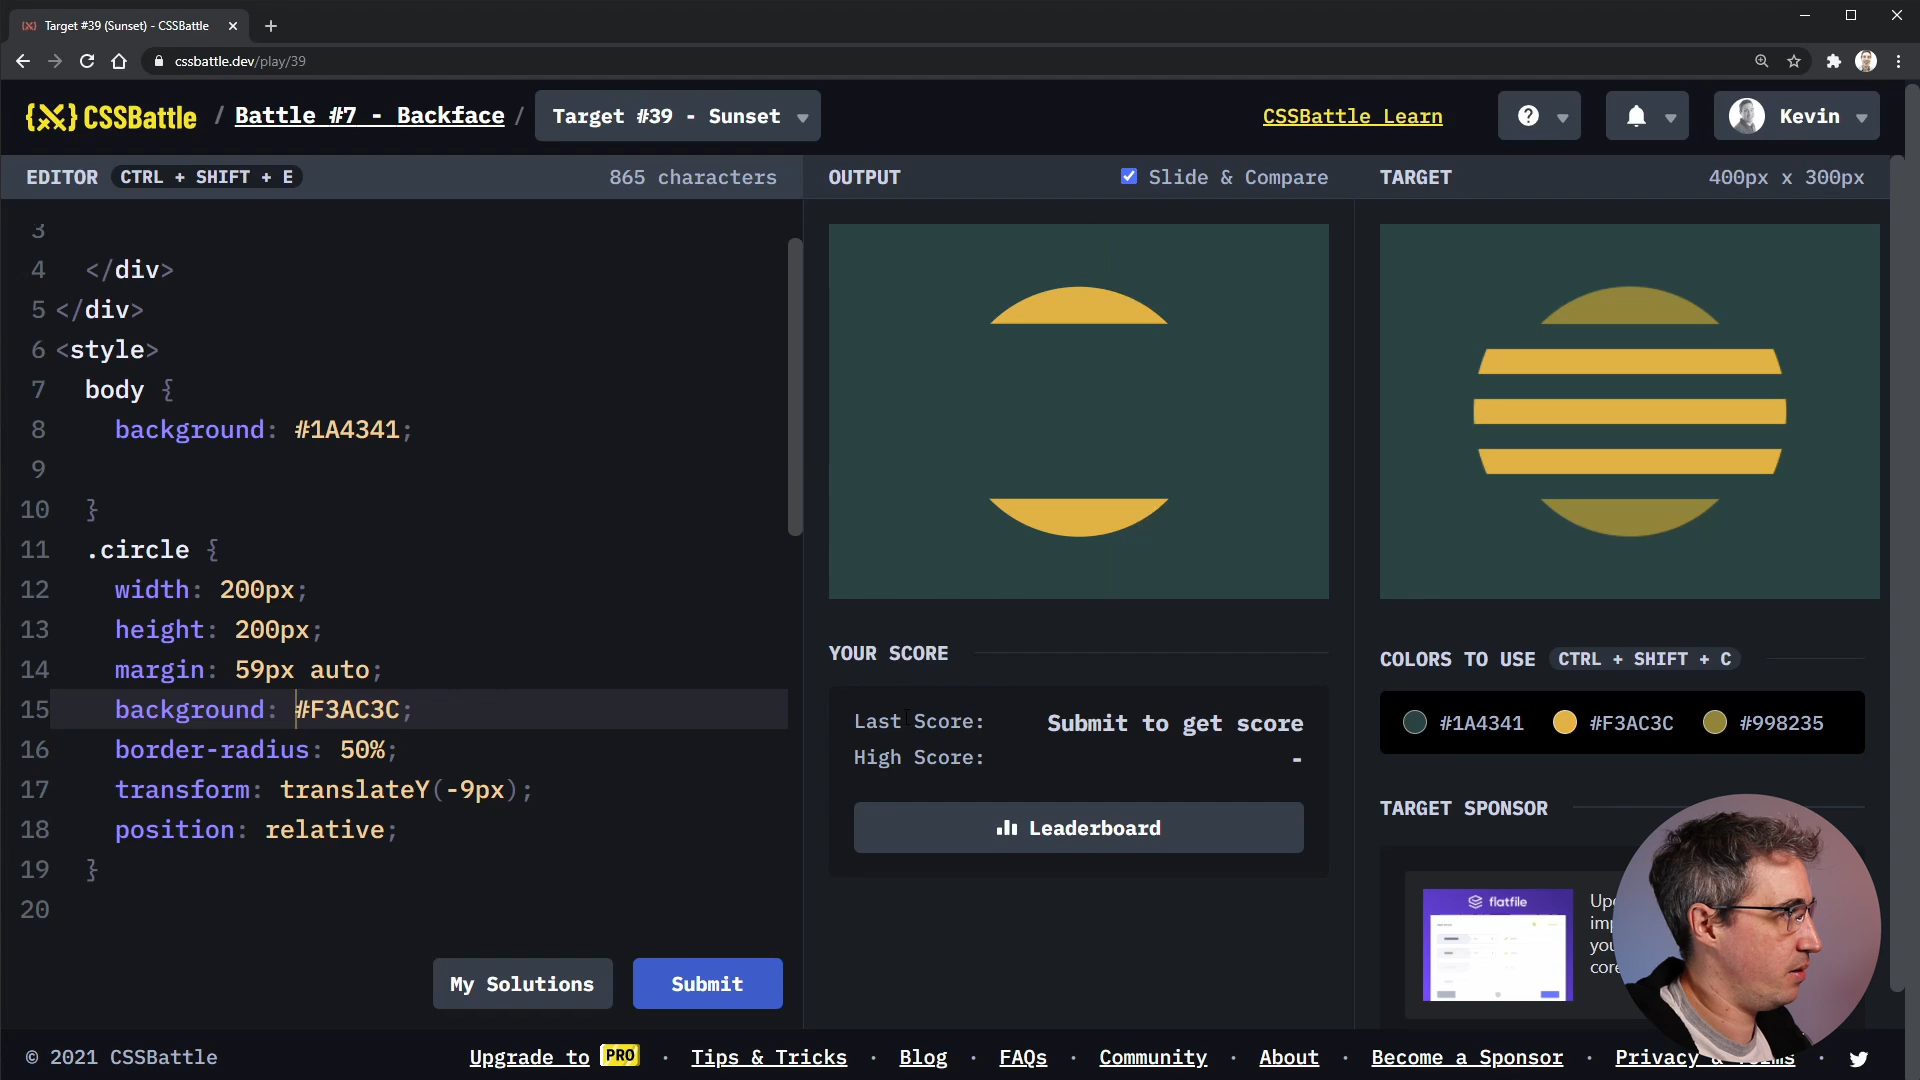 Target #39 (Sunset) - CSSBattle
cssbattle.dev/play/39
{X} CSSBattle / Battle #7 - Backface / Target #39 - Sunset
CSSBattle Learn
Kevin
EDITOR CTRL + SHIFT + E 865 characters
3
4 </div>
5 </div>
6 <style>
7 body {
8 background: #1A4341;
9
10 }
11 .circle {
12 width: 200px;
13 height: 200px;
14 margin: 59px auto;
15 background: #F3AC3C;
16 border-radius: 50%;
17 transform: translateY(-9px);
18 position: relative;
19 }
20
My Solutions
Submit
OUTPUT
Slide & Compare
YOUR SCORE
Last Score: Submit to get score
High Score: -
Leaderboard
TARGET 400px x 300px
COLORS TO USE CTRL + SHIFT + C
#1A4341 #F3AC3C #998235
TARGET SPONSOR
flatfile
© 2021 CSSBattle
Upgrade to PRO · Tips & Tricks · Blog · FAQs · Community · About · Become a Sponsor · Privacy &